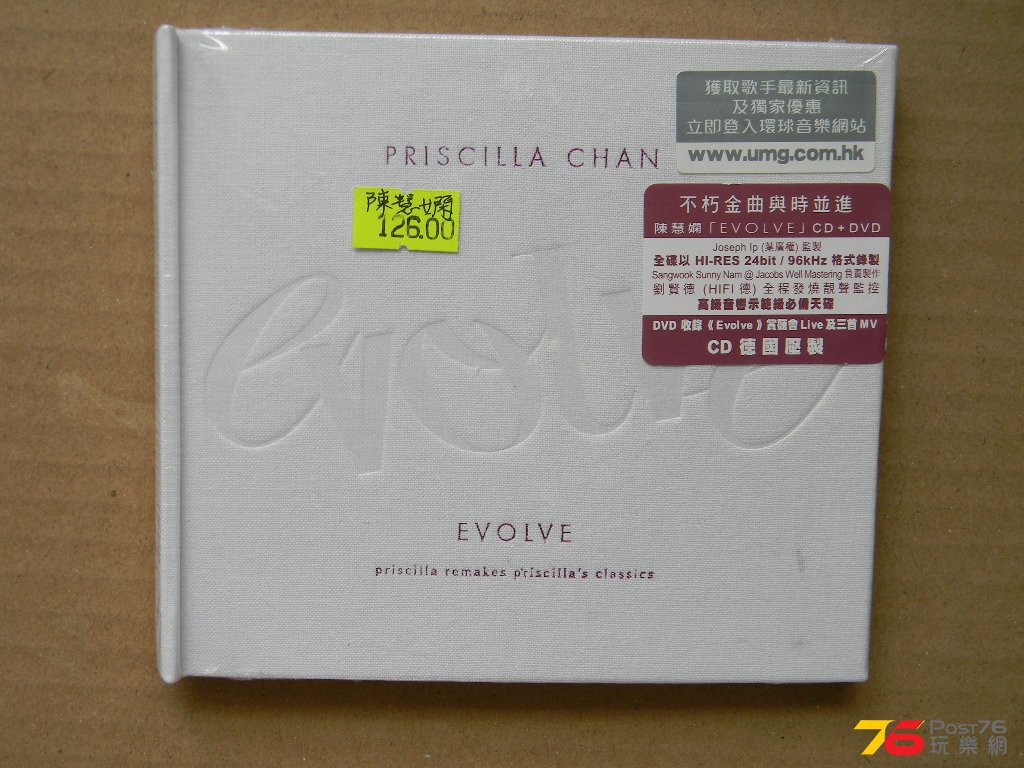 獲取歌手最新資訊
及獨家優惠
立即登入環球音樂網站
www.umg.com.hk
PRISCILLA CHAN
陳慧嫻
126.00
不朽金曲與時並進
陳慧嫻「EVOLVE」CD+DVD
Joseph Ip (葉廣權) 監製
全碟以 HI-RES 24bit / 96kHz 格式錄製
Sangwook Sunny Nam @ Jacobs Well Mastering 負責製作
劉賢德 (HIFI 德) 全程發燒靚聲監控
高級音響示範級必備天碟
DVD 收錄《Evolve》賞聽會 Live 及三首 MV
CD 德國壓製
evolve
EVOLVE
priscilla remakes priscilla's classics
76 POST76
玩樂網